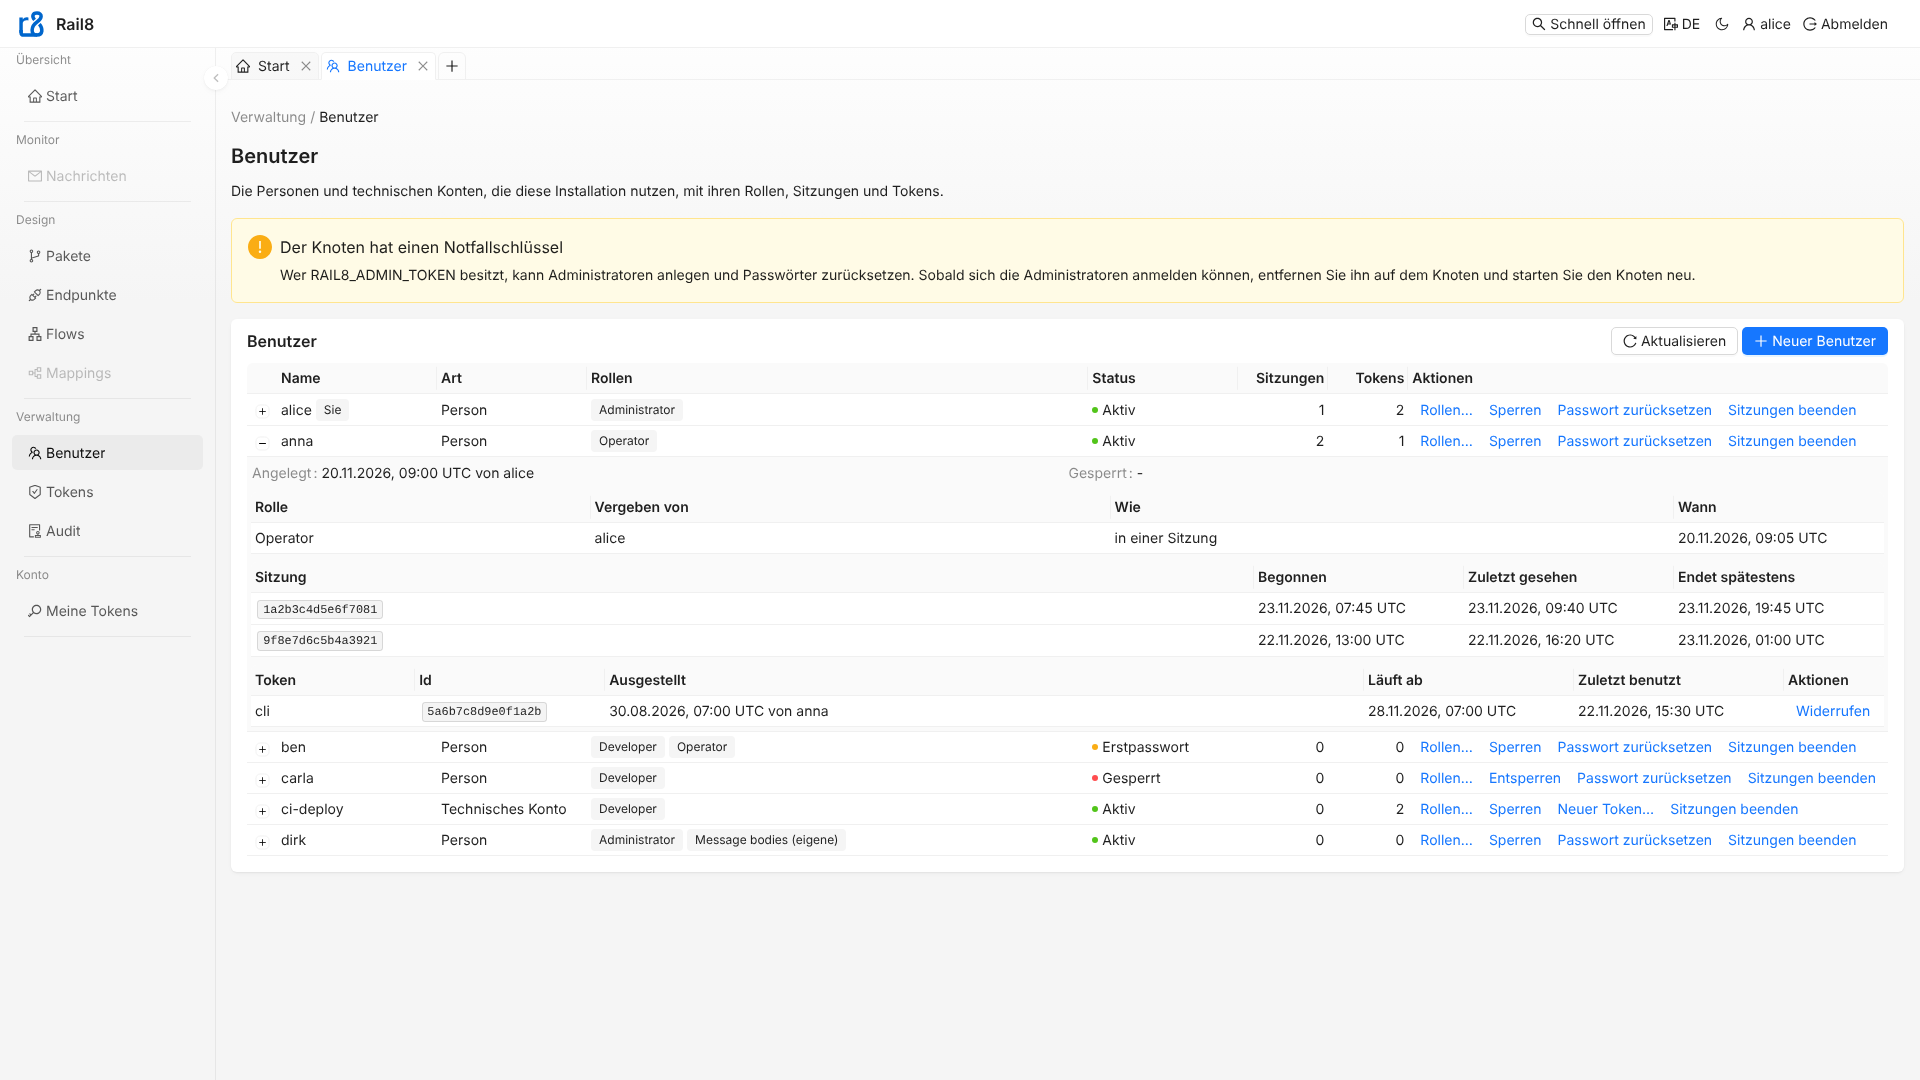 Rail8
Schnell öffnen DE alice Abmelden
Übersicht
Start
Monitor
Nachrichten
Design
Pakete
Endpunkte
Flows
Mappings
Verwaltung
Benutzer
Tokens
Audit
Konto
Meine Tokens
Start Benutzer
Verwaltung / Benutzer
Benutzer
Die Personen und technischen Konten, die diese Installation nutzen, mit ihren Rollen, Sitzungen und Tokens.
Der Knoten hat einen Notfallschlüssel
Wer RAIL8_ADMIN_TOKEN besitzt, kann Administratoren anlegen und Passwörter zurücksetzen. Sobald sich die Administratoren anmelden können, entfernen Sie ihn auf dem Knoten und starten Sie den Knoten neu.
Benutzer Aktualisieren Neuer Benutzer
Name Art Rollen Status Sitzungen Tokens Aktionen
alice Sie Person Administrator Aktiv 1 2 Rollen... Sperren Passwort zurücksetzen Sitzungen beenden
anna Person Operator Aktiv 2 1 Rollen... Sperren Passwort zurücksetzen Sitzungen beenden
Angelegt: 20.11.2026, 09:00 UTC von alice Gesperrt: -
Rolle Vergeben von Wie Wann
Operator alice in einer Sitzung 20.11.2026, 09:05 UTC
Sitzung Begonnen Zuletzt gesehen Endet spätestens
1a2b3c4d5e6f7081 23.11.2026, 07:45 UTC 23.11.2026, 09:40 UTC 23.11.2026, 19:45 UTC
9f8e7d6c5b4a3921 22.11.2026, 13:00 UTC 22.11.2026, 16:20 UTC 23.11.2026, 01:00 UTC
Token Id Ausgestellt Läuft ab Zuletzt benutzt Aktionen
cli 5a6b7c8d9e0f1a2b 30.08.2026, 07:00 UTC von anna 28.11.2026, 07:00 UTC 22.11.2026, 15:30 UTC Widerrufen
ben Person Developer Operator Erstpasswort 0 0 Rollen... Sperren Passwort zurücksetzen Sitzungen beenden
carla Person Developer Gesperrt 0 0 Rollen... Entsperren Passwort zurücksetzen Sitzungen beenden
ci-deploy Technisches Konto Developer Aktiv 0 2 Rollen... Sperren Neuer Token... Sitzungen beenden
dirk Person Administrator Message bodies (eigene) Aktiv 0 0 Rollen... Sperren Passwort zurücksetzen Sitzungen beenden